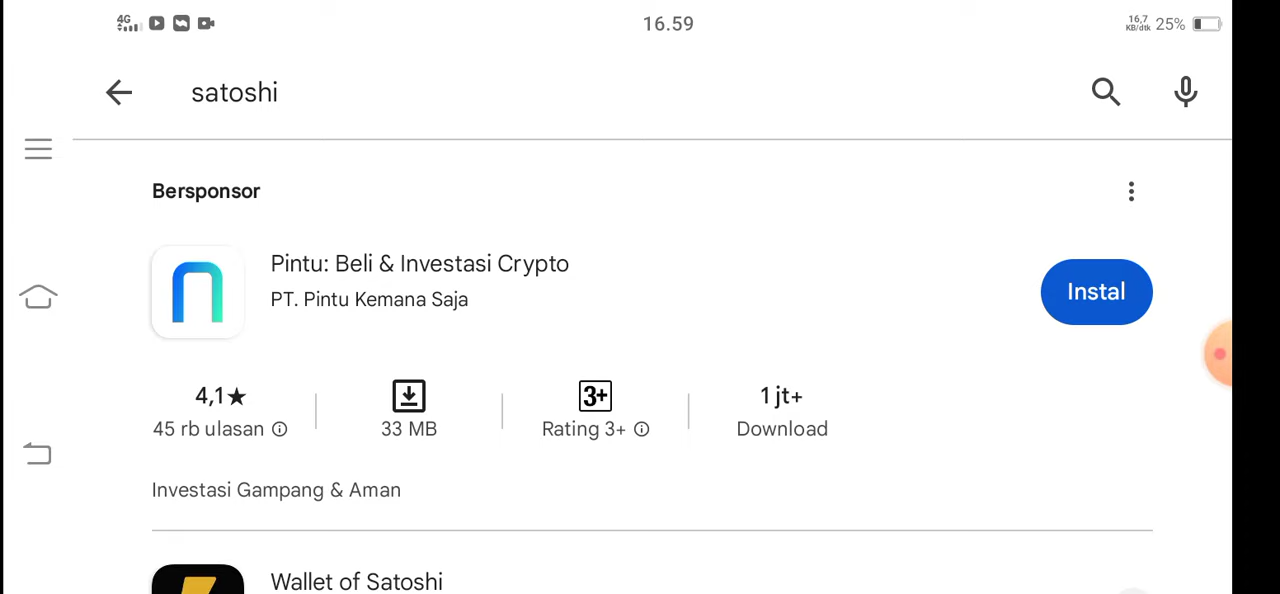 4G 16.59 16,7 KB/dtk 25%
satoshi
Bersponsor
Pintu: Beli & Investasi Crypto
PT. Pintu Kemana Saja
Instal
4,1★ 3+ 1 jt+
45 rb ulasan 33 MB Rating 3+ Download
Investasi Gampang & Aman
Wallet of Satoshi